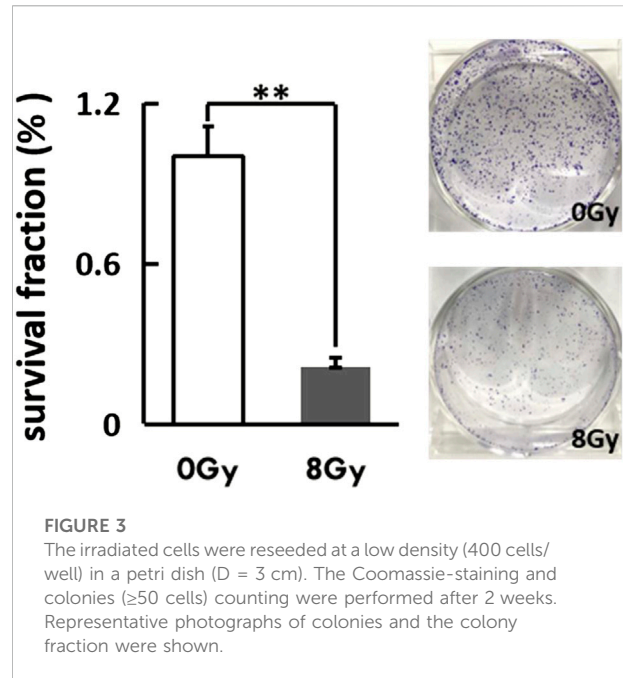 survival fraction (%)
1.2
0.6
0
**
0Gy
8Gy
0Gy
8Gy
FIGURE 3
The irradiated cells were reseeded at a low density (400 cells/
well) in a petri dish (D = 3 cm). The Coomassie-staining and
colonies (≥50 cells) counting were performed after 2 weeks.
Representative photographs of colonies and the colony
fraction were shown.